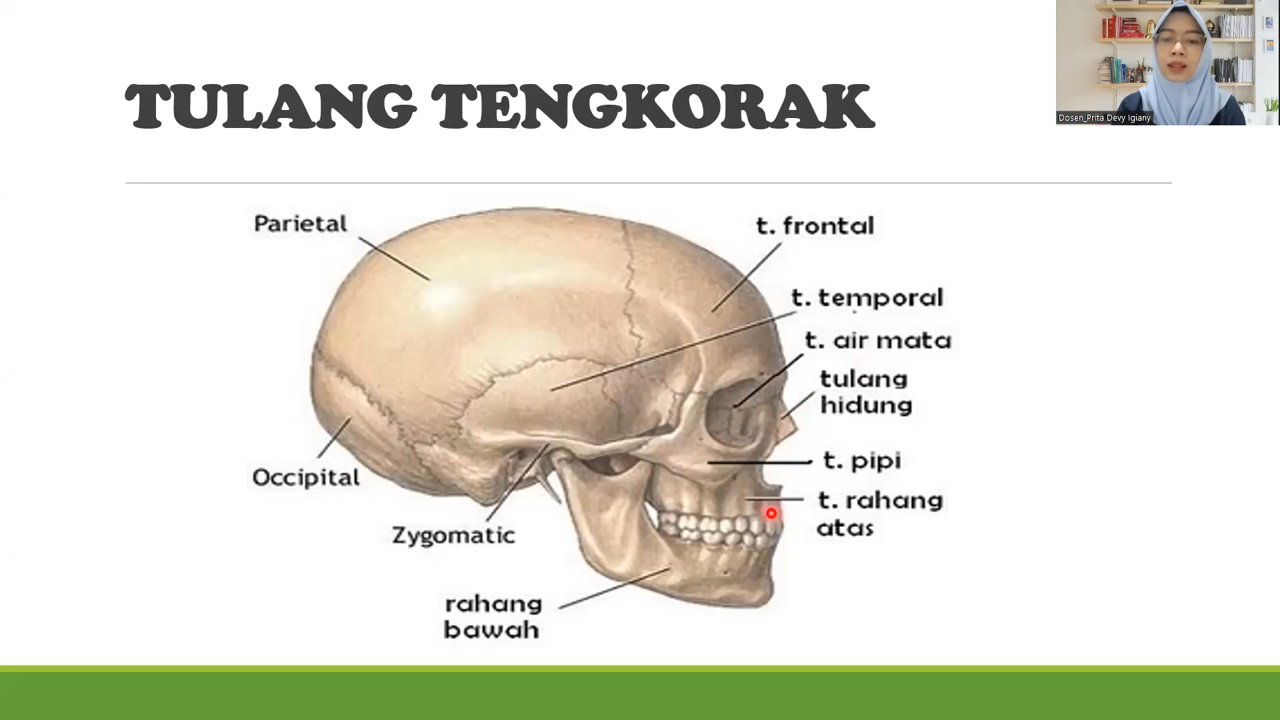 TULANG TENGKORAK
Dosen_Prita Devy Igiany
Parietal
t. frontal
t. temporal
t. air mata
tulang
hidung
t. pipi
Occipital
t. rahang
atas
Zygomatic
rahang
bawah